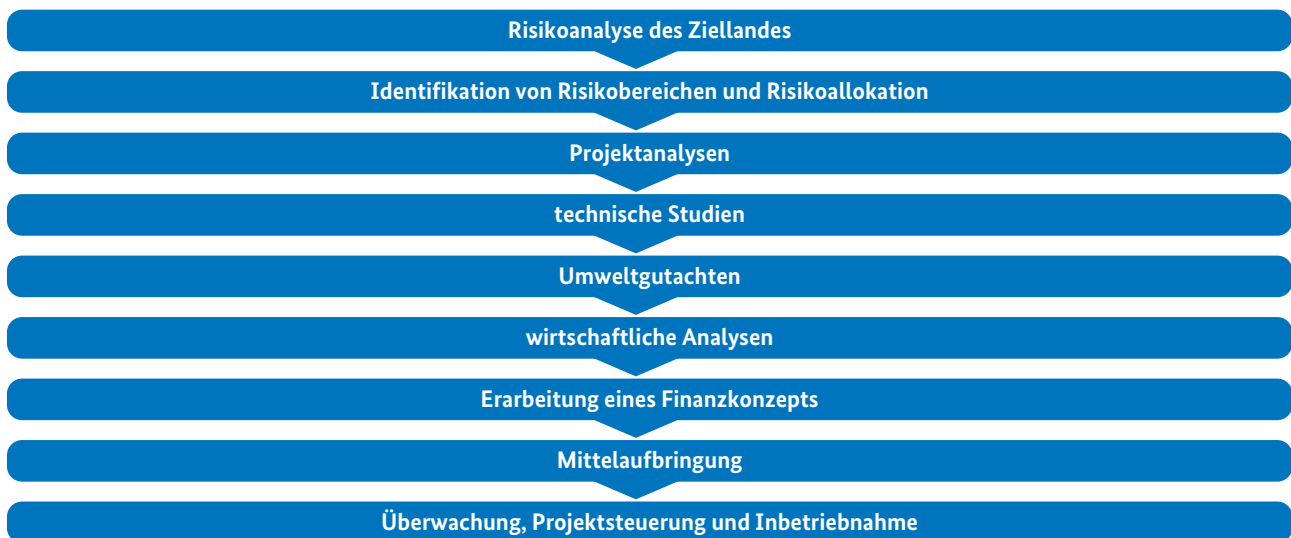 Risikoanalyse des Ziellandes
Identifikation von Risikobereichen und Risikoallokation
Projektanalysen
technische Studien
Umweltgutachten
wirtschaftliche Analysen
Erarbeitung eines Finanzkonzepts
Mittelaufbringung
Überwachung, Projektsteuerung und Inbetriebnahme